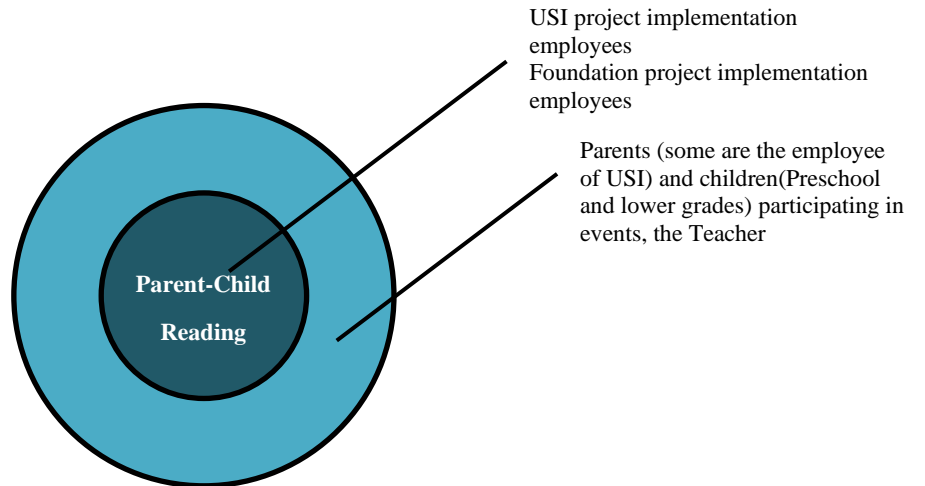 USI project implementation
employees
Foundation project implementation
employees
Parents (some are the employee
of USI) and children(Preschool
and lower grades) participating in
events, the Teacher
Parent-Child
Reading